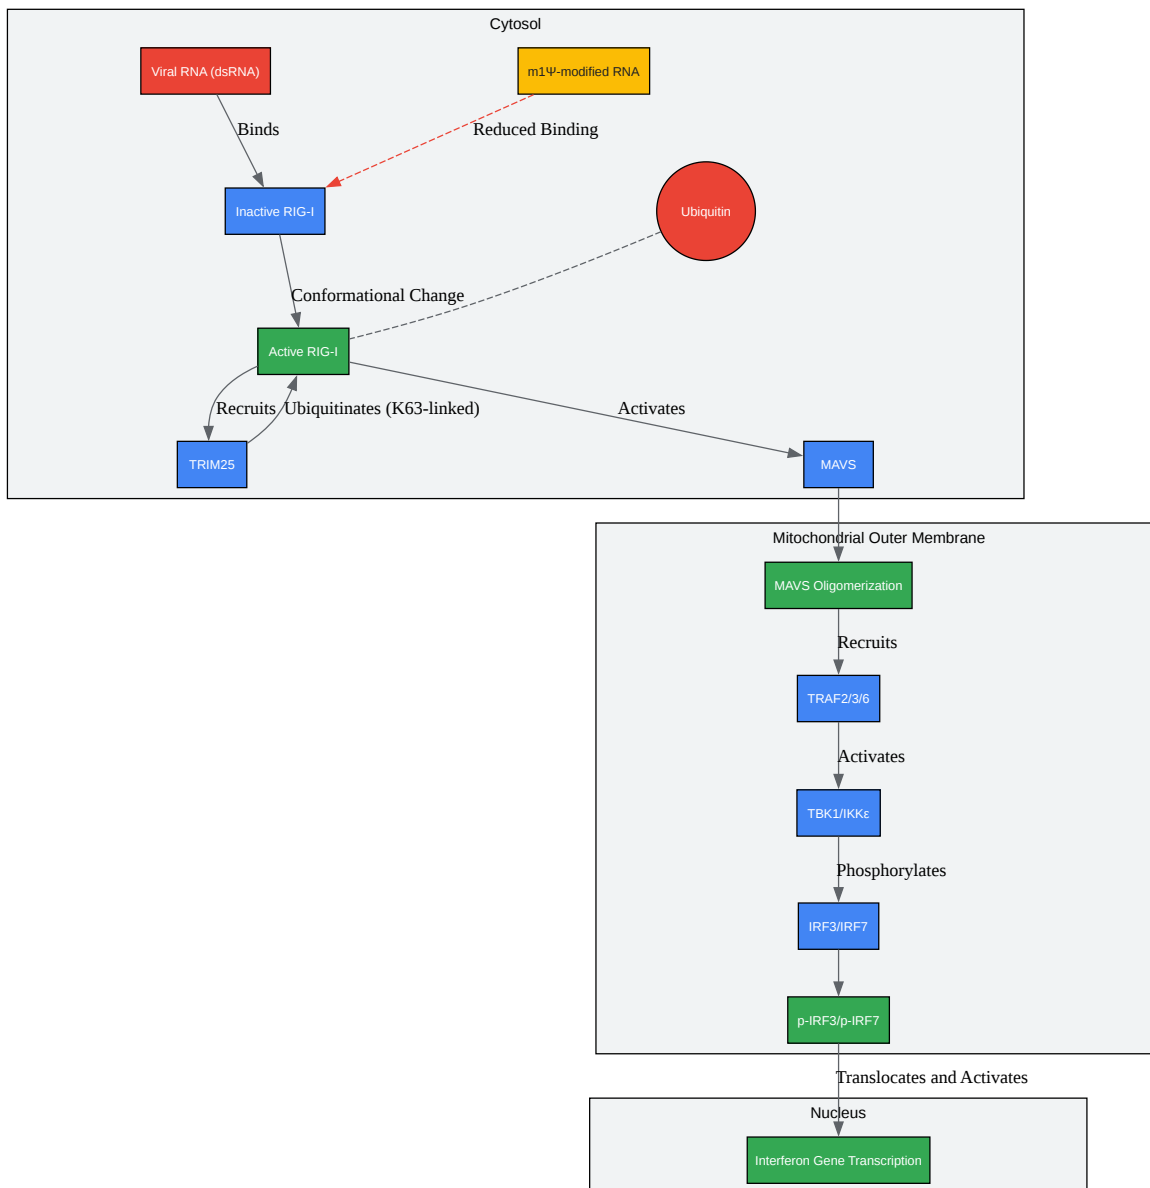 Cytosol
Viral RNA (dsRNA)
m1Ψ-modified RNA
Binds
Reduced Binding
Inactive RIG-I
Ubiquitin
Conformational Change
Active RIG-I
Recruits
Ubiquitinates (K63-linked)
Activates
TRIM25
MAVS
Mitochondrial Outer Membrane
MAVS Oligomerization
Recruits
TRAF2/3/6
Activates
TBK1/IKKε
Phosphorylates
IRF3/IRF7
p-IRF3/p-IRF7
Translocates and Activates
Nucleus
Interferon Gene Transcription